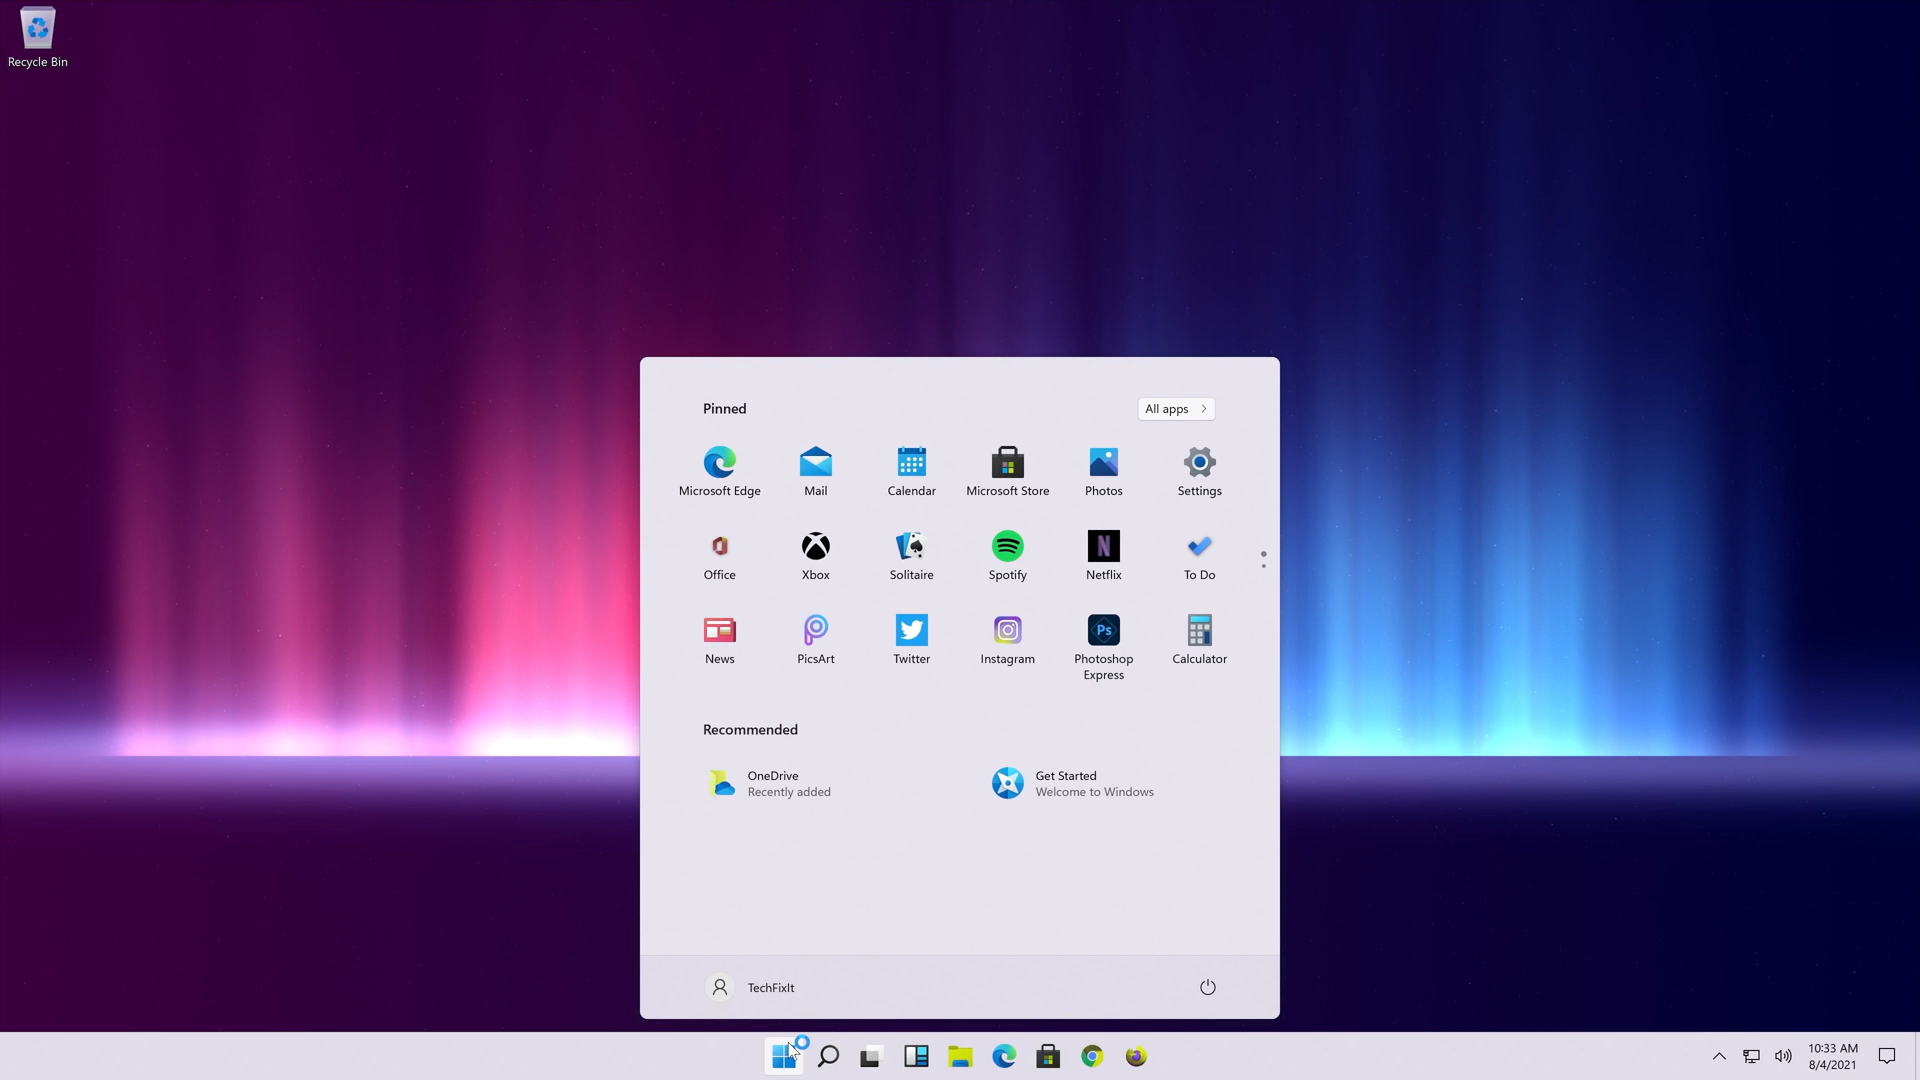 Recycle Bin
Pinned
All apps
Microsoft Edge
Mail
Calendar
Microsoft Store
Photos
Settings
Office
Xbox
Solitaire
Spotify
Netflix
To Do
News
PicsArt
Twitter
Instagram
Photoshop
Express
Calculator
Recommended
OneDrive
Recently added
Get Started
Welcome to Windows
TechFixIt
10:33 AM
8/4/2021